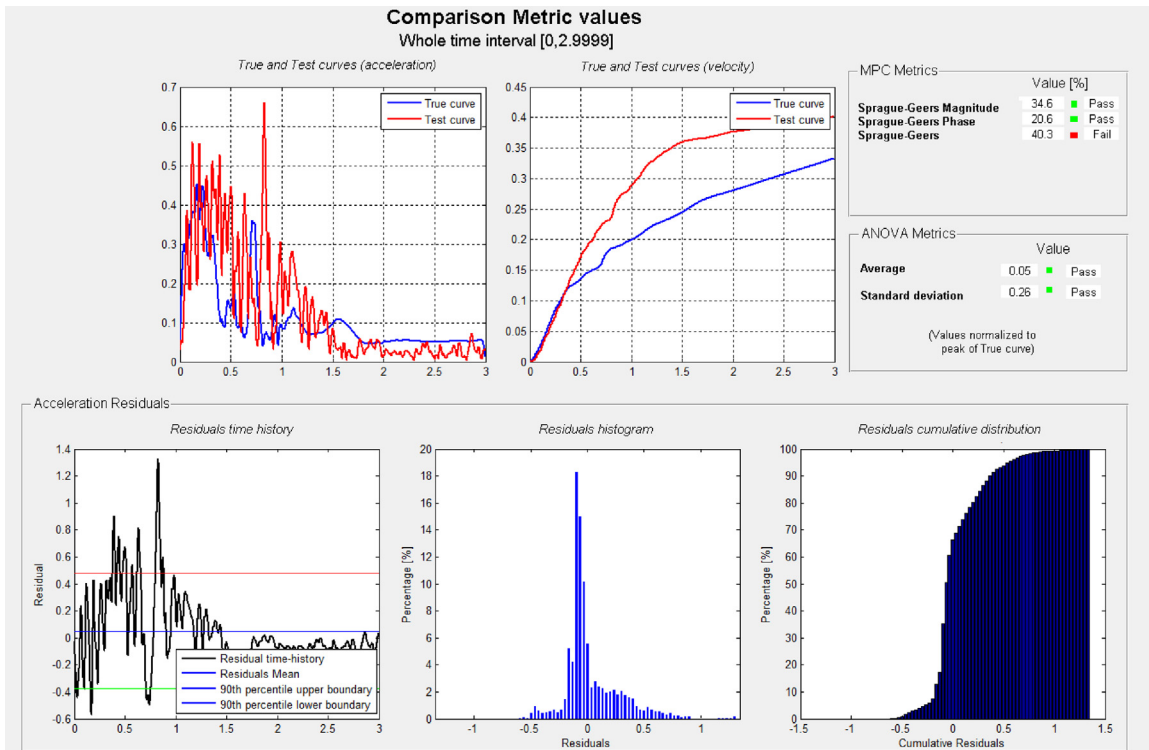 Comparison Metric values
Whole time interval [0,2.9999]
True and Test curves (acceleration)
0.7
0.6
0.5
0.4
0.3
0.2
0.1
0
0
0.5
1
1.5
2
2.5
3
True curve
Test curve
True and Test curves (velocity)
0.45
0.4
0.35
0.3
0.25
0.2
0.15
0.1
0.05
0
0
0.5
1
1.5
2
2.5
3
True curve
Test curve
MPC Metrics
Value [%]
Sprague-Geers Magnitude 34.6 Pass
Sprague-Geers Phase 20.6 Pass
Sprague-Geers 40.3 Fail
ANOVA Metrics
Value
Average 0.05 Pass
Standard deviation 0.26 Pass
(Values normalized to
peak of True curve)
Acceleration Residuals
Residuals time history
Residual
1.4
1.2
1
0.8
0.6
0.4
0.2
0
-0.2
-0.4
-0.6
0
0.5
1
1.5
2
2.5
3
Residual time-history
Residuals Mean
90th percentile upper boundary
90th percentile lower boundary
Residuals histogram
Percentage [%]
20
18
16
14
12
10
8
6
4
2
0
-1
-0.5
0
0.5
1
Residuals
Residuals cumulative distribution
Percentage [%]
100
90
80
70
60
50
40
30
20
10
0
-1.5
-1
-0.5
0
0.5
1
1.5
Cumulative Residuals